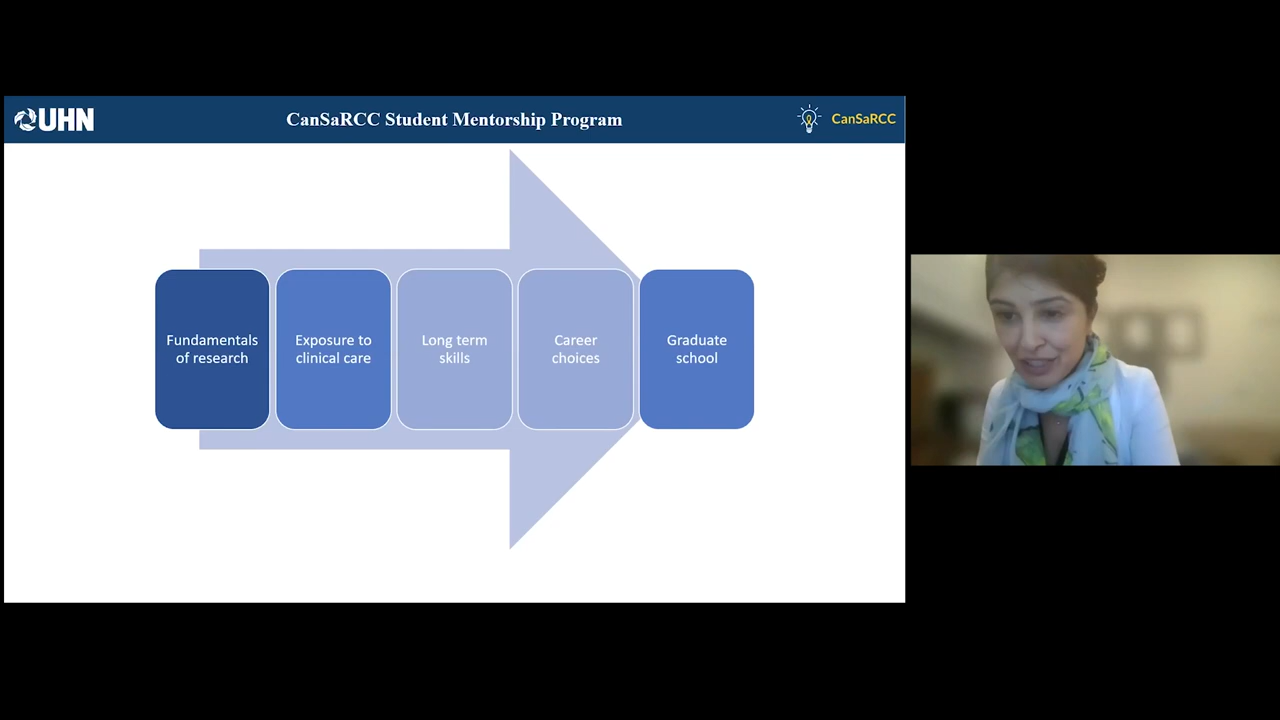 UHN
CanSaRCC Student Mentorship Program
CanSaRCC
Fundamentals
of research
Exposure to
clinical care
Long term
skills
Career
choices
Graduate
school